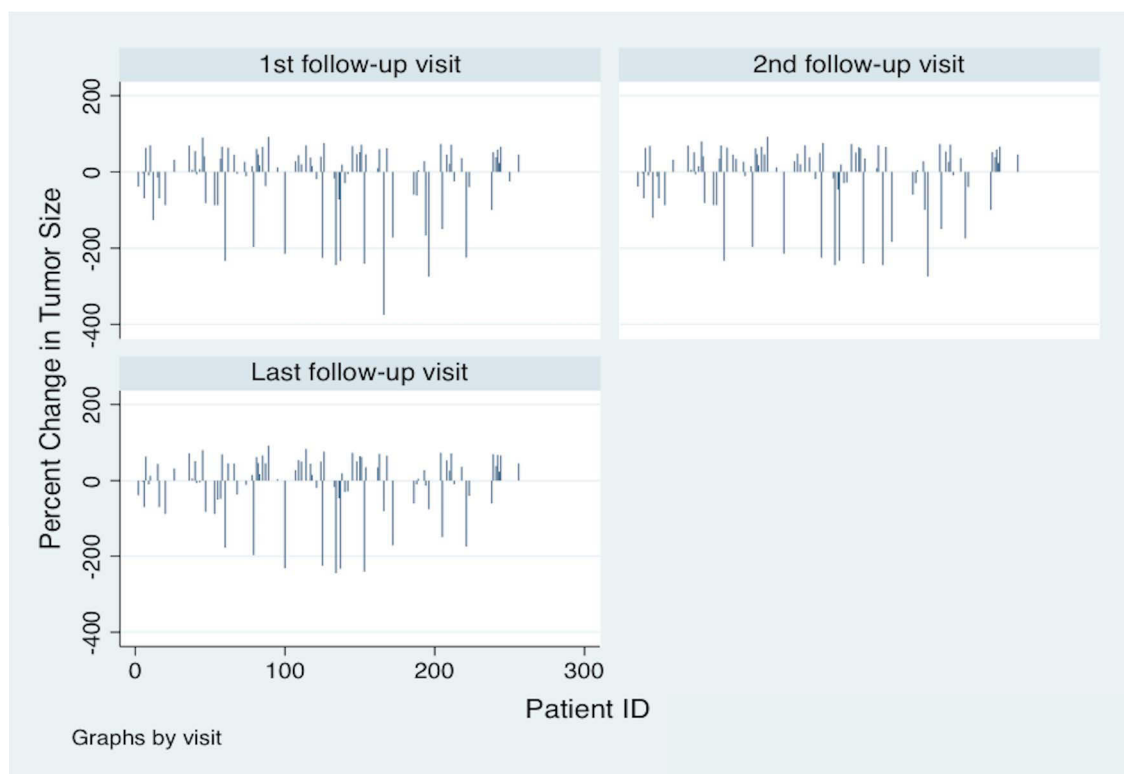 1st follow-up visit
2nd follow-up visit
Percent Change in Tumor Size
200
0
-200
-400
Last follow-up visit
200
0
-200
-400
0 100 200 300
Patient ID
Graphs by visit